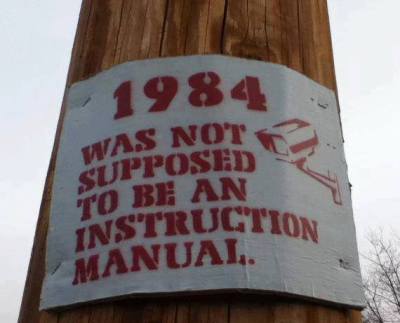 1984
WAS NOT
SUPPOSED
TO BE AN
INSTRUCTION
MANUAL.